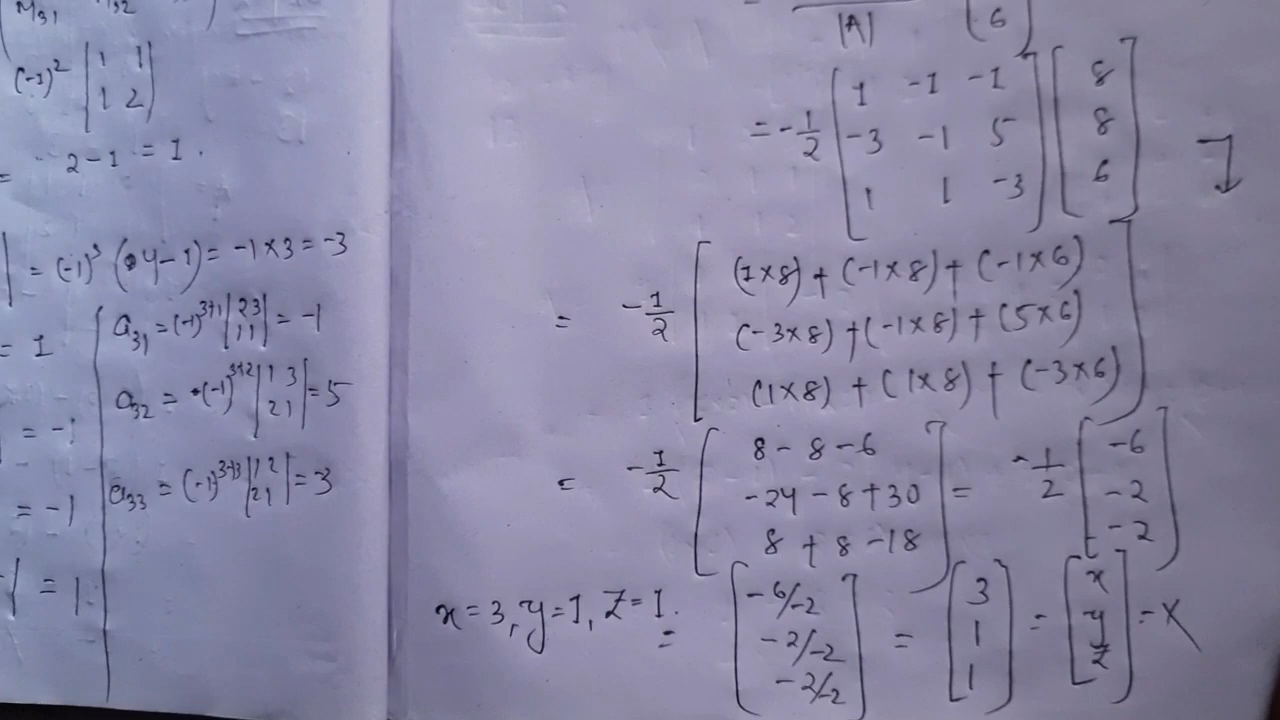 M₃₁ M₃₂
(-1)² |1 1; 1 2|
= 2-1 = 1.
| = (-1)³ (4-1) = -1×3 = -3
= 1
= -1
= -1
= 1
a₃₁ = (-1)³⁺¹ |2 3; 1 1| = -1
a₃₂ = (-1)³⁺² |1 3; 2 1| = 5
a₃₃ = (-1)³⁺³ |1 2; 2 1| = -3
|A| 6
= -1/2 [1 -1 -1; -3 -1 5; 1 1 -3] [8; 8; 6]
= -1/2 [(1×8)+(-1×8)+(-1×6)
(-3×8)+(-1×8)+(5×6)
(1×8)+(1×8)+(-3×6)]
= -1/2 [8-8-6; -24-8+30; 8+8-18] = -1/2 [-6; -2; -2]
= [-6/-2; -2/-2; -2/-2] = [3; 1; 1] = [x; y; z] = X
x=3, y=1, z=1.